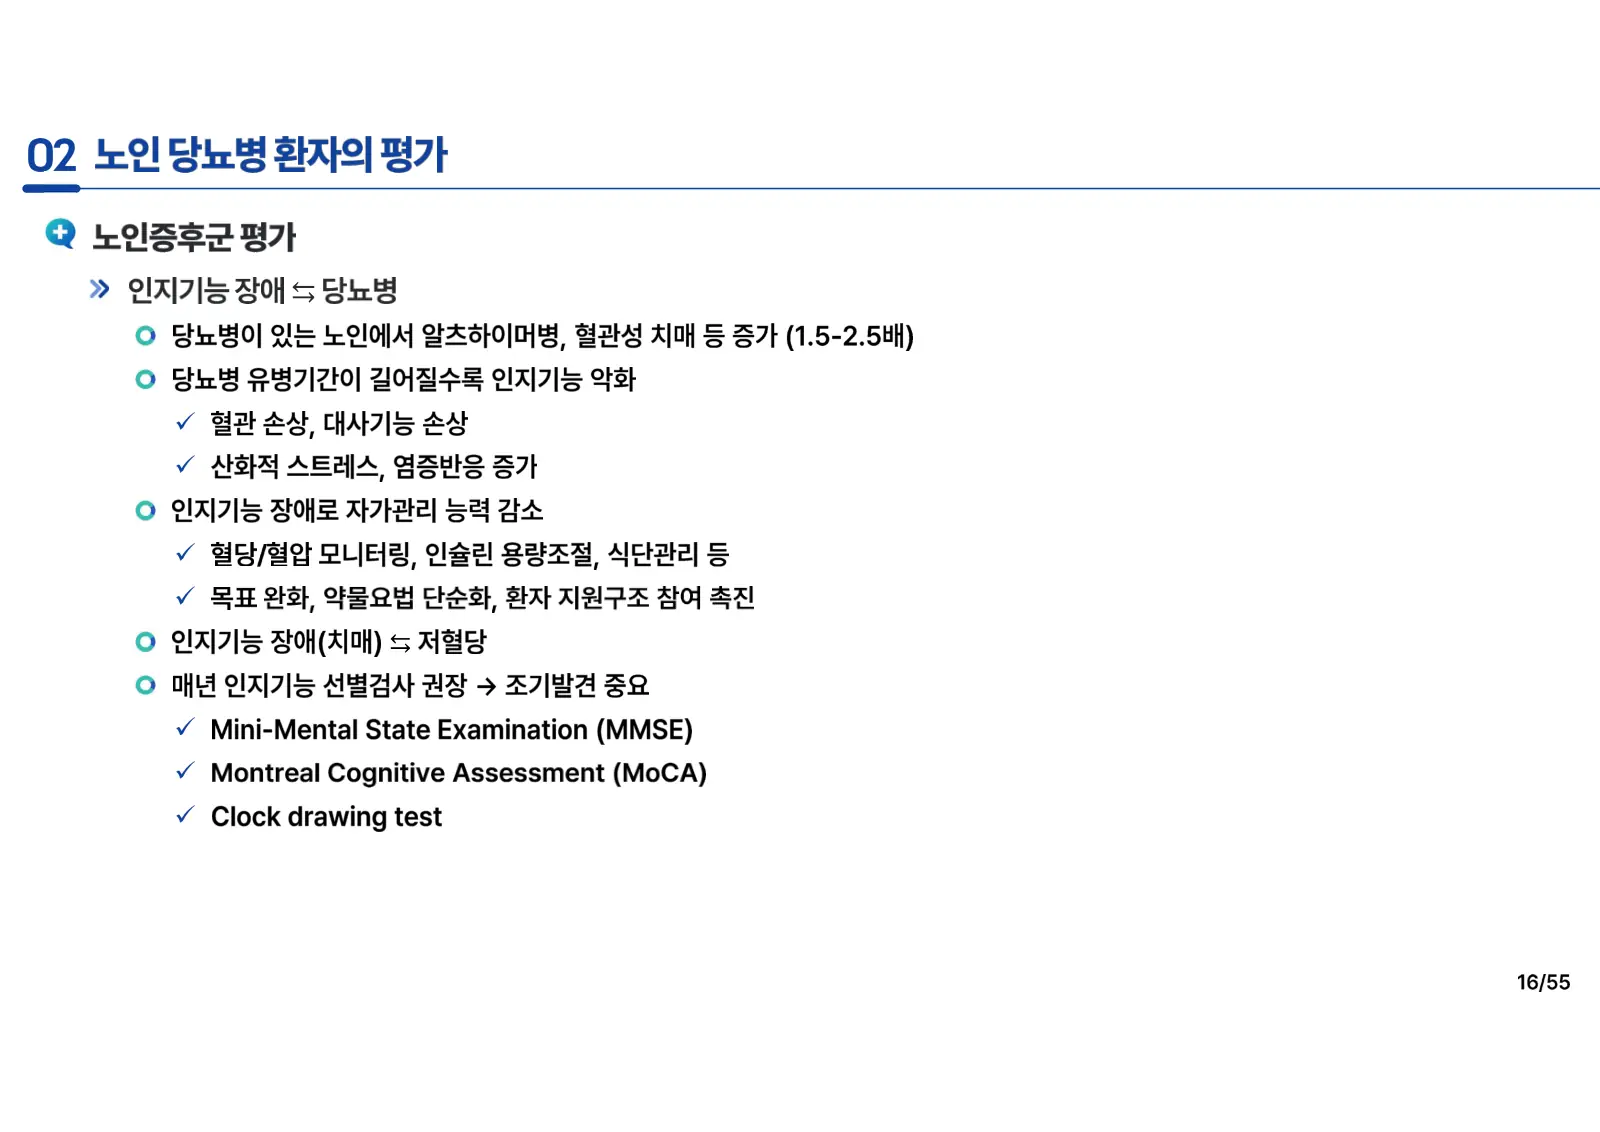 02 노인 당뇨병 환자의 평가
노인증후군 평가
인지기능 장애 ⇆ 당뇨병
당뇨병이 있는 노인에서 알츠하이머병, 혈관성 치매 등 증가 (1.5-2.5배)
당뇨병 유병기간이 길어질수록 인지기능 악화
✓ 혈관 손상, 대사기능 손상
✓ 산화적 스트레스, 염증반응 증가
인지기능 장애로 자가관리 능력 감소
✓ 혈당/혈압 모니터링, 인슐린 용량조절, 식단관리 등
✓ 목표 완화, 약물요법 단순화, 환자 지원구조 참여 촉진
인지기능 장애(치매) ⇆ 저혈당
매년 인지기능 선별검사 권장 → 조기발견 중요
✓ Mini-Mental State Examination (MMSE)
✓ Montreal Cognitive Assessment (MoCA)
✓ Clock drawing test
16/55